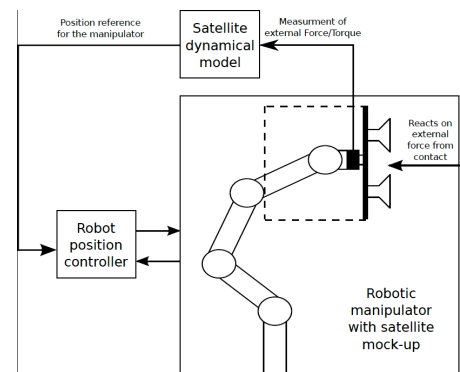 Position reference
for the manipulator
Satellite
dynamical
model
Measurment of
external Force/Torque
Reacts on
external
force from
contact
Robot
position
controller
Robotic
manipulator
with satellite
mock-up